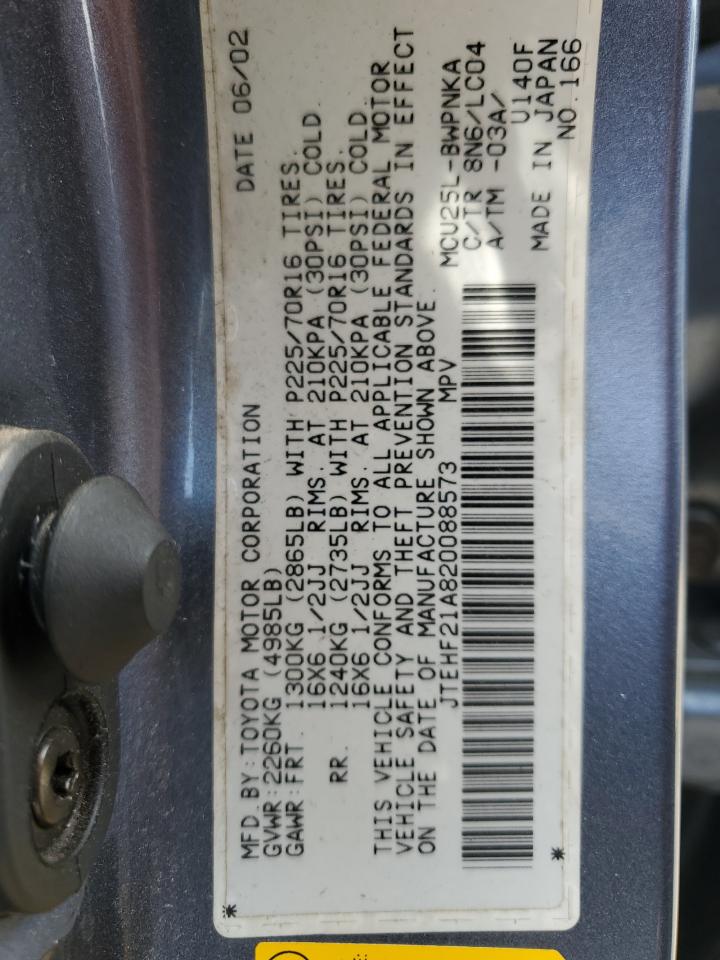 MFD. BY: TOYOTA MOTOR CORPORATION DATE 06/02
GVWR: 2260KG (4985LB)
GAWR: FRT. 1300KG (2865LB) WITH P225/70R16 TIRES.
16X6 1/2JJ RIMS. AT 210KPA (30PSI) COLD.
RR. 1240KG (2735LB) WITH P225/70R16 TIRES.
16X6 1/2JJ RIMS. AT 210KPA (30PSI) COLD.
THIS VEHICLE CONFORMS TO ALL APPLICABLE FEDERAL MOTOR
VEHICLE SAFETY AND THEFT PREVENTION STANDARDS IN EFFECT
ON THE DATE OF MANUFACTURE SHOWN ABOVE.
JTEHF21A820088573 MPV
MCU25L-BWPNKA
C/TR 8N6/LC04
A/TM -03A/ U140F
MADE IN JAPAN
NO.166